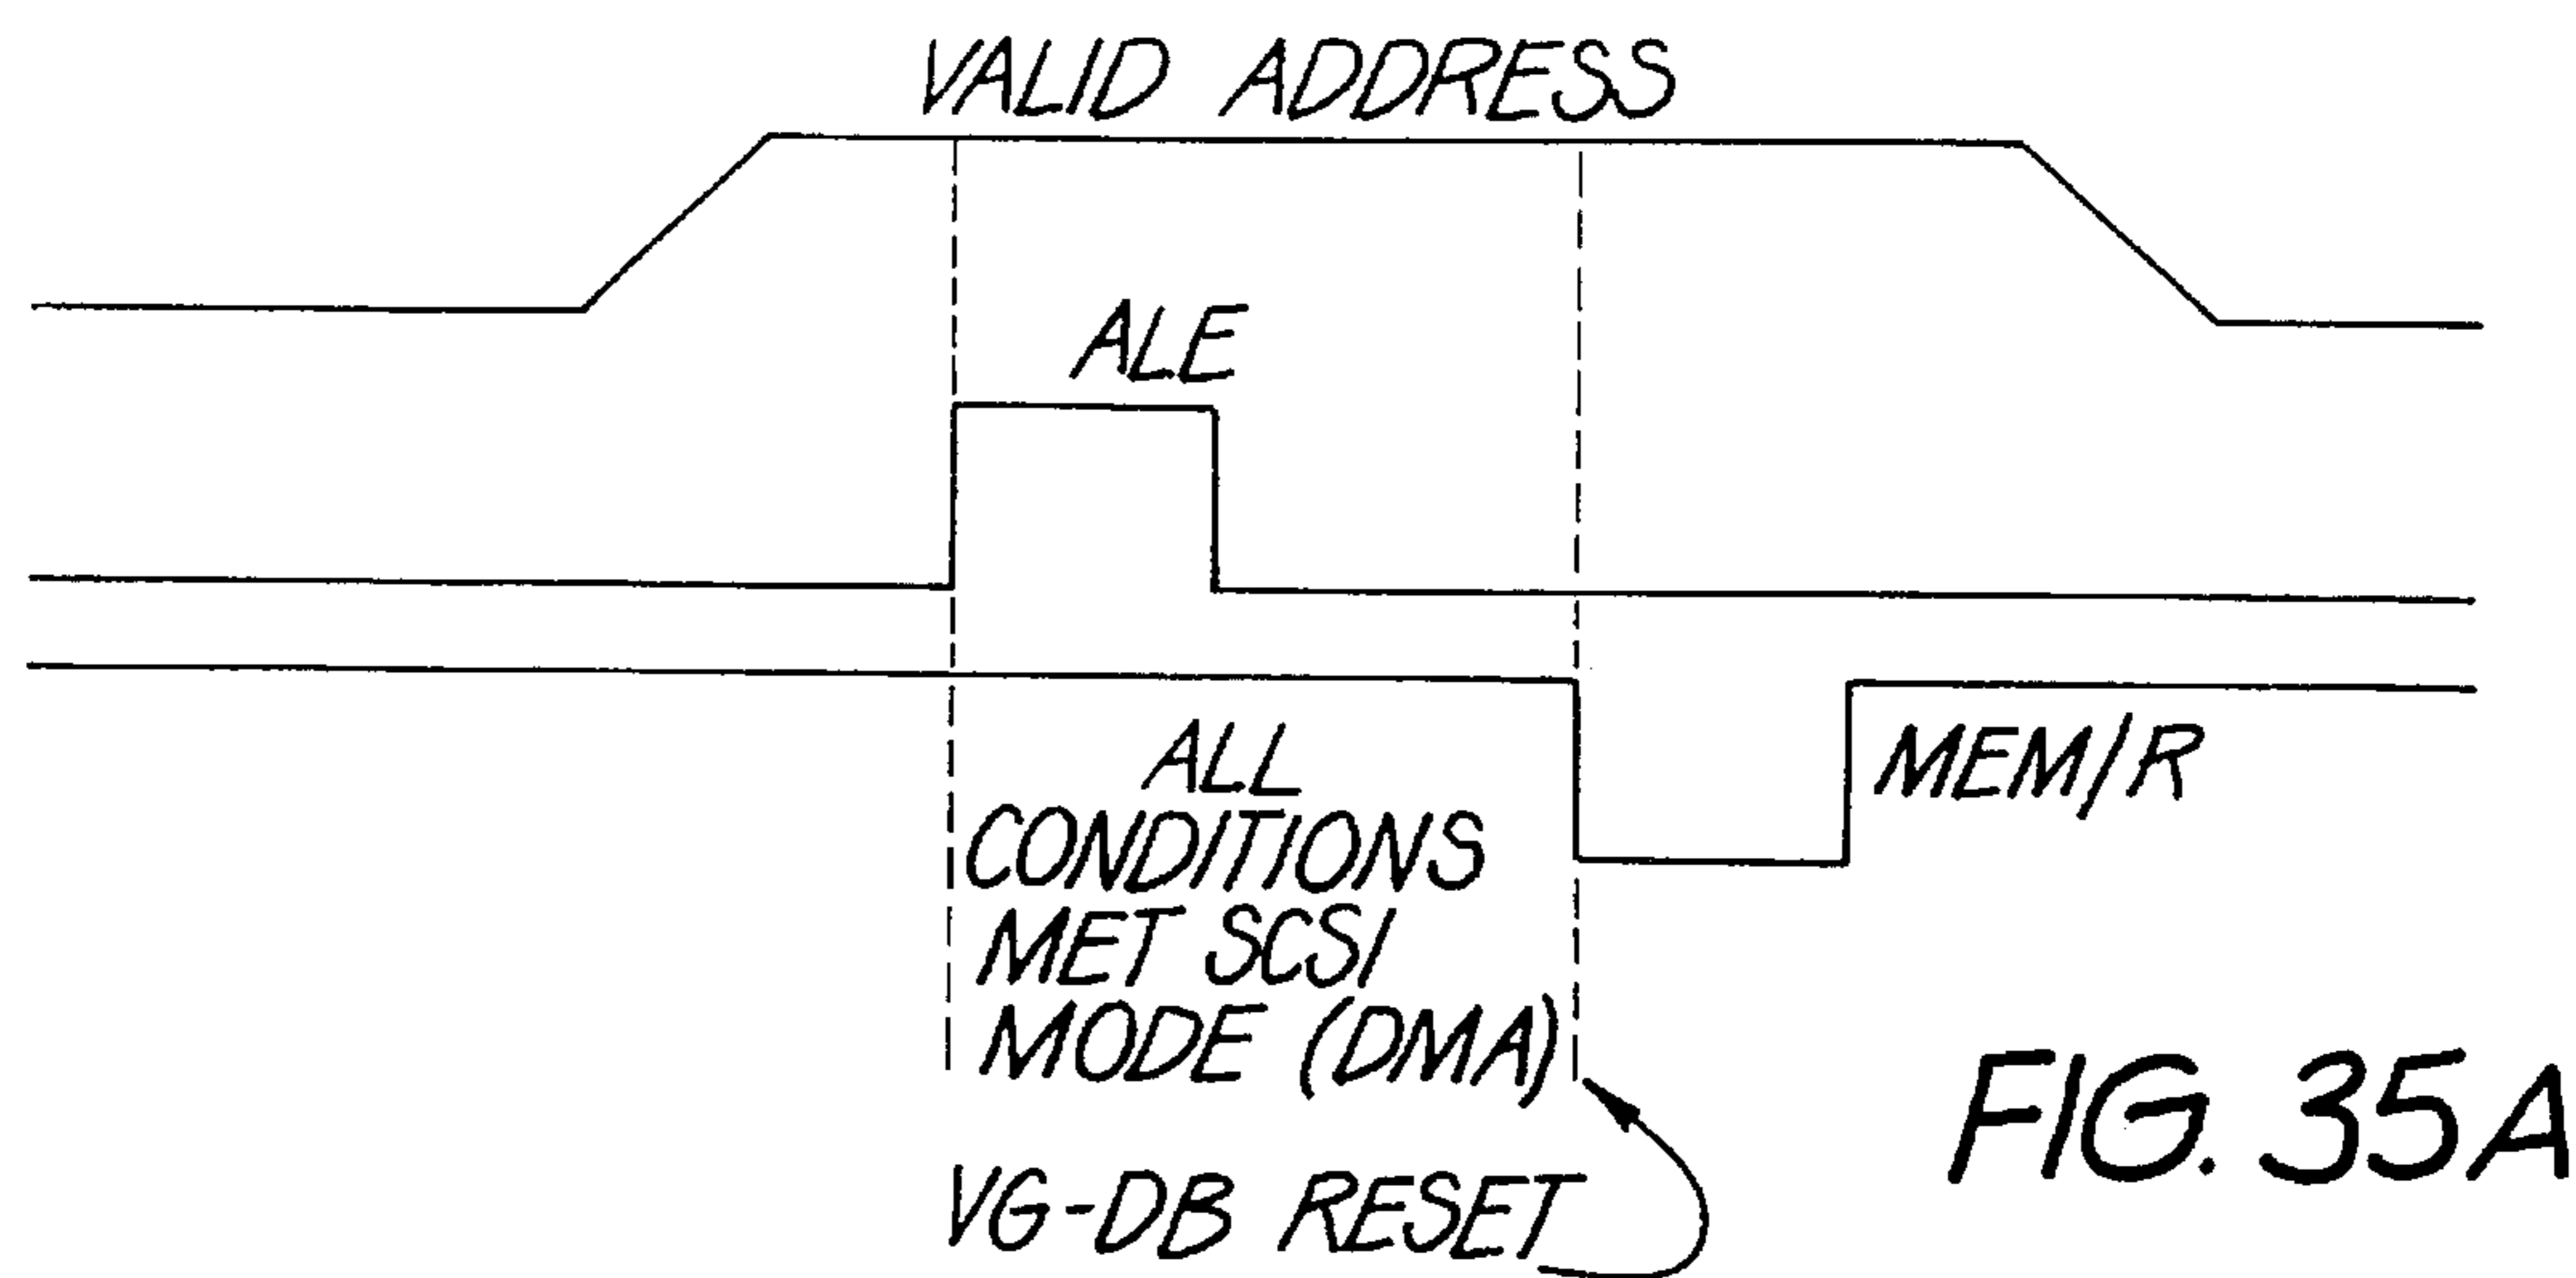 VALID ADDRESS
ALE
MEM/R
ALL
CONDITIONS
MET SCSI
MODE (DMA)
VG-DB RESET
FIG. 35A